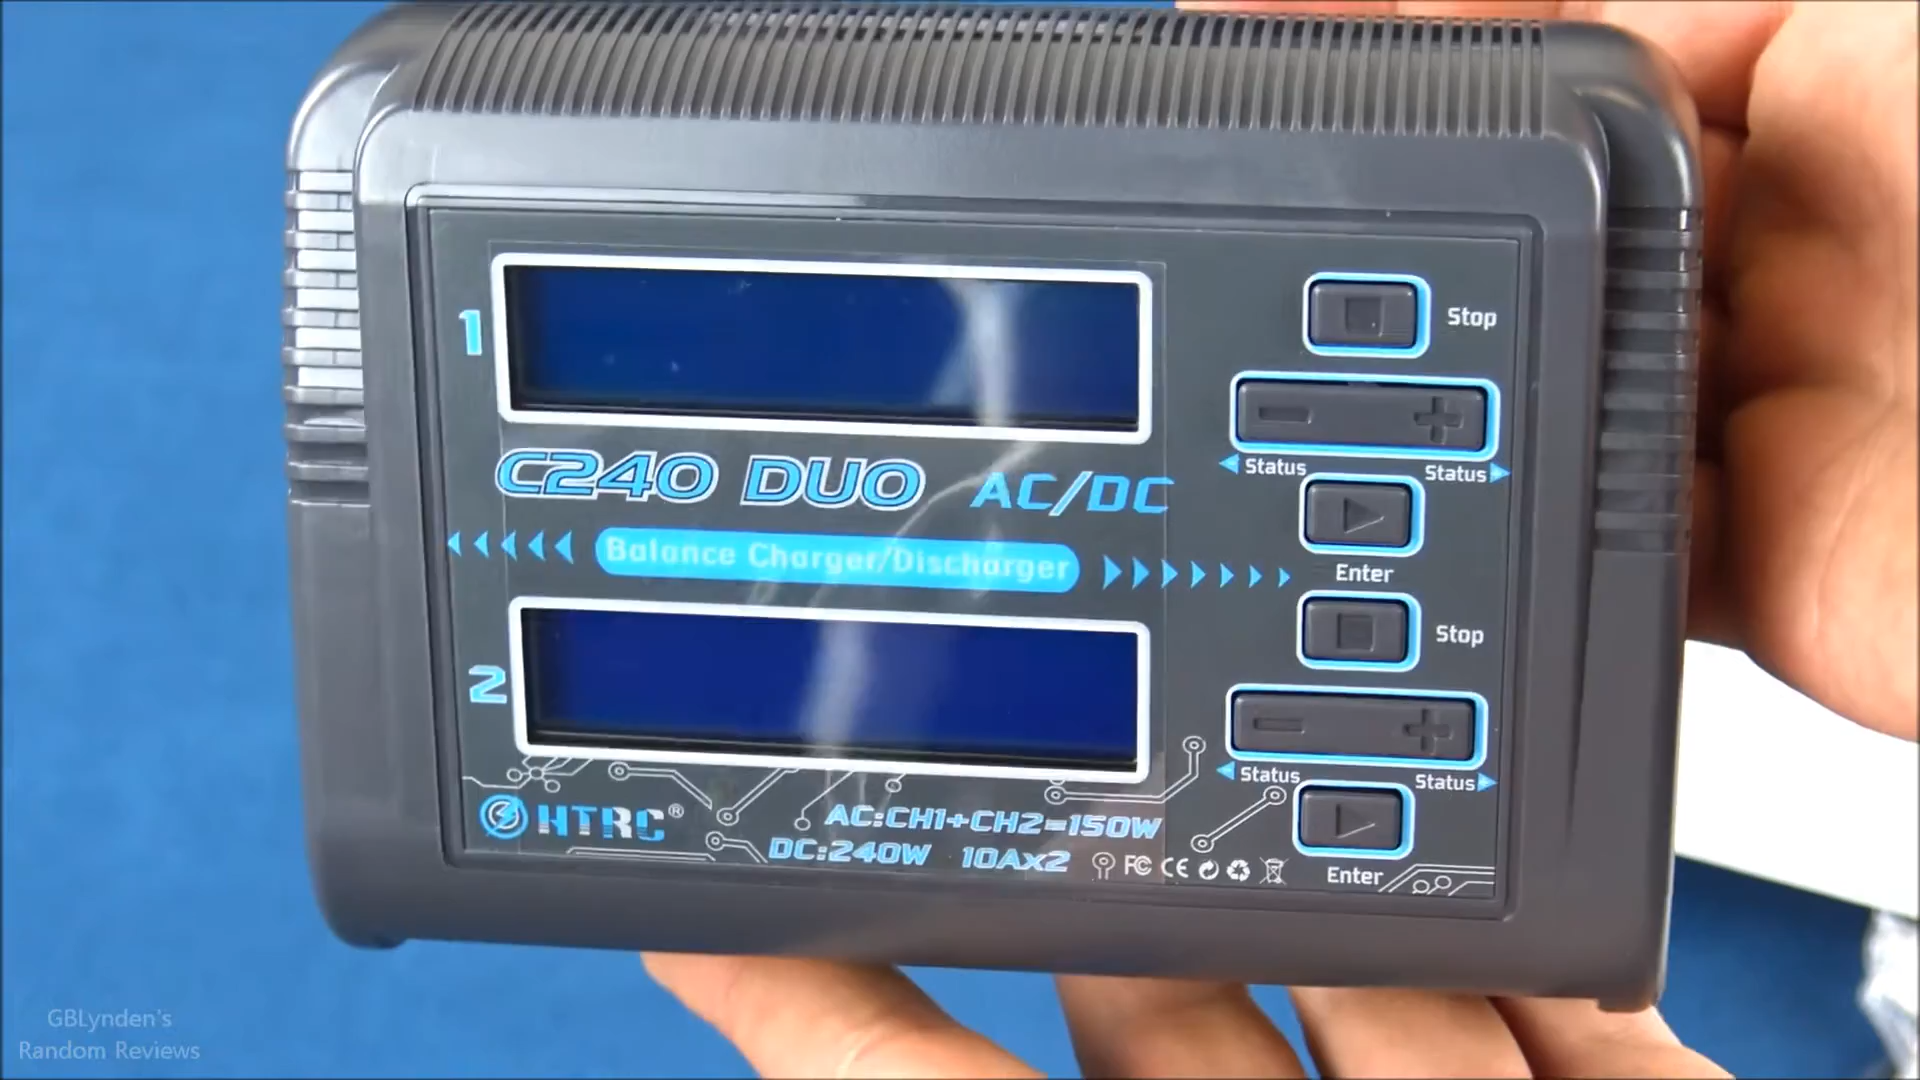 1
Stop
Status Status
C240 DUO AC/DC
Balance Charger/Discharger
Enter
2
Stop
Status Status
HTRC®
AC:CH1+CH2=150W
DC:240W 10Ax2
FC CE
Enter
GBLynden's
Random Reviews